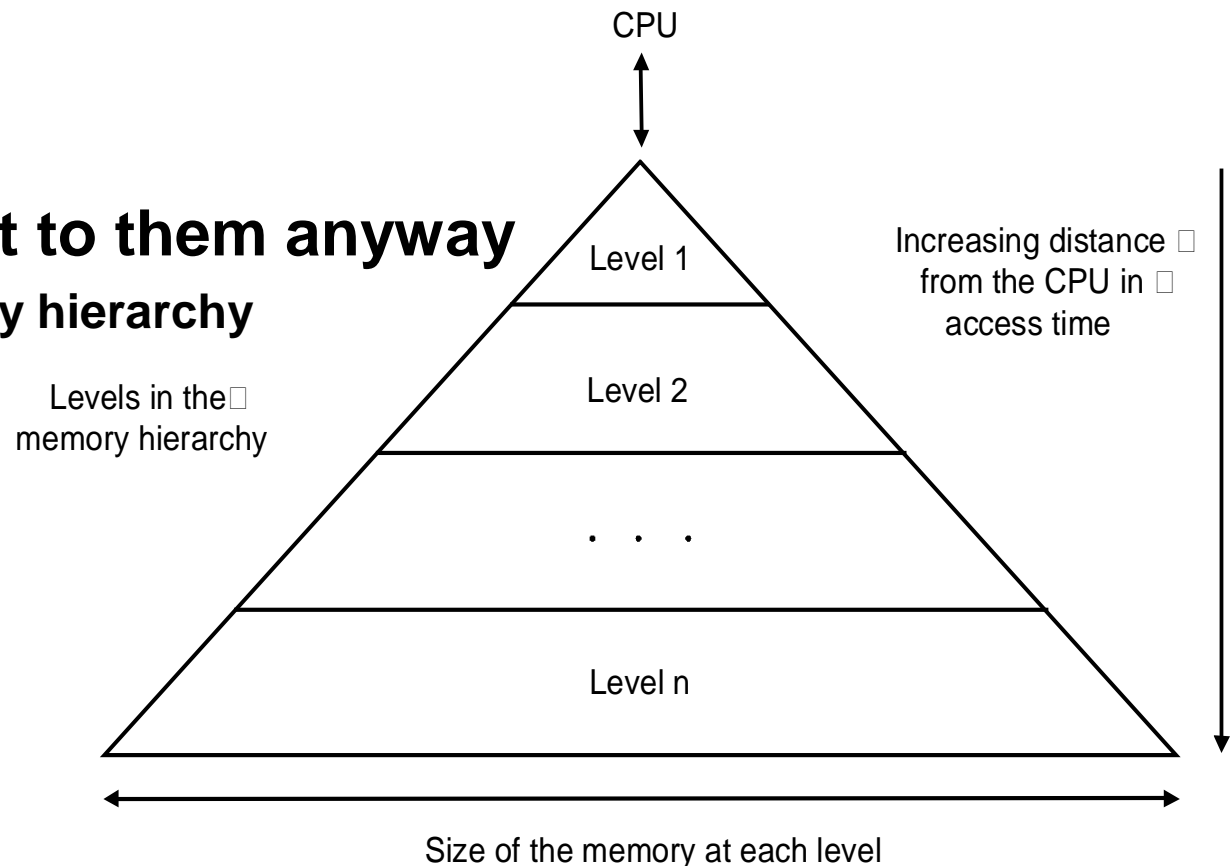 CPU
t to them anyway
y hierarchy
Level 1
Increasing distance □
from the CPU in □
access time
Levels in the□
memory hierarchy
Level 2
. . .
Level n
Size of the memory at each level